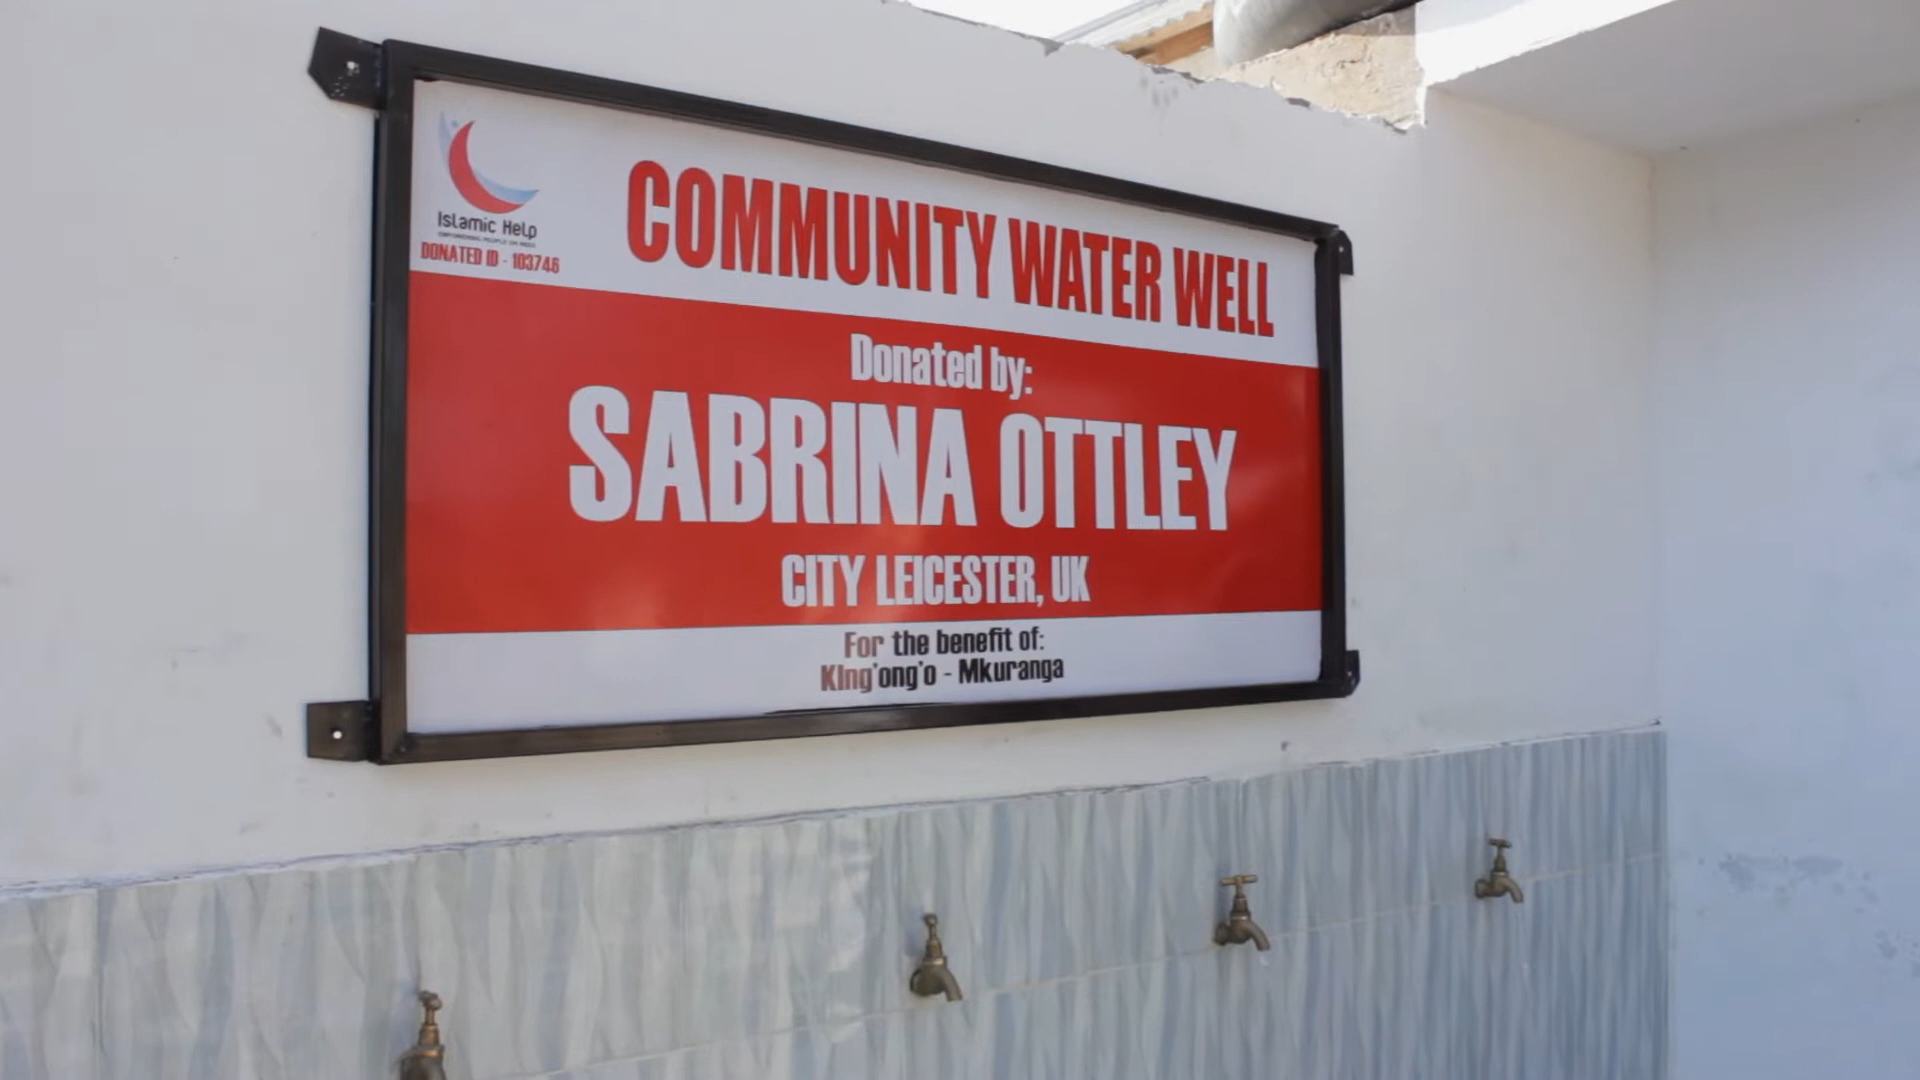 Islamic Help
DONATED ID - 103746
COMMUNITY WATER WELL
Donated by:
SABRINA OTTLEY
CITY LEICESTER, UK
For the benefit of:
KIng'ong'o - Mkuranga